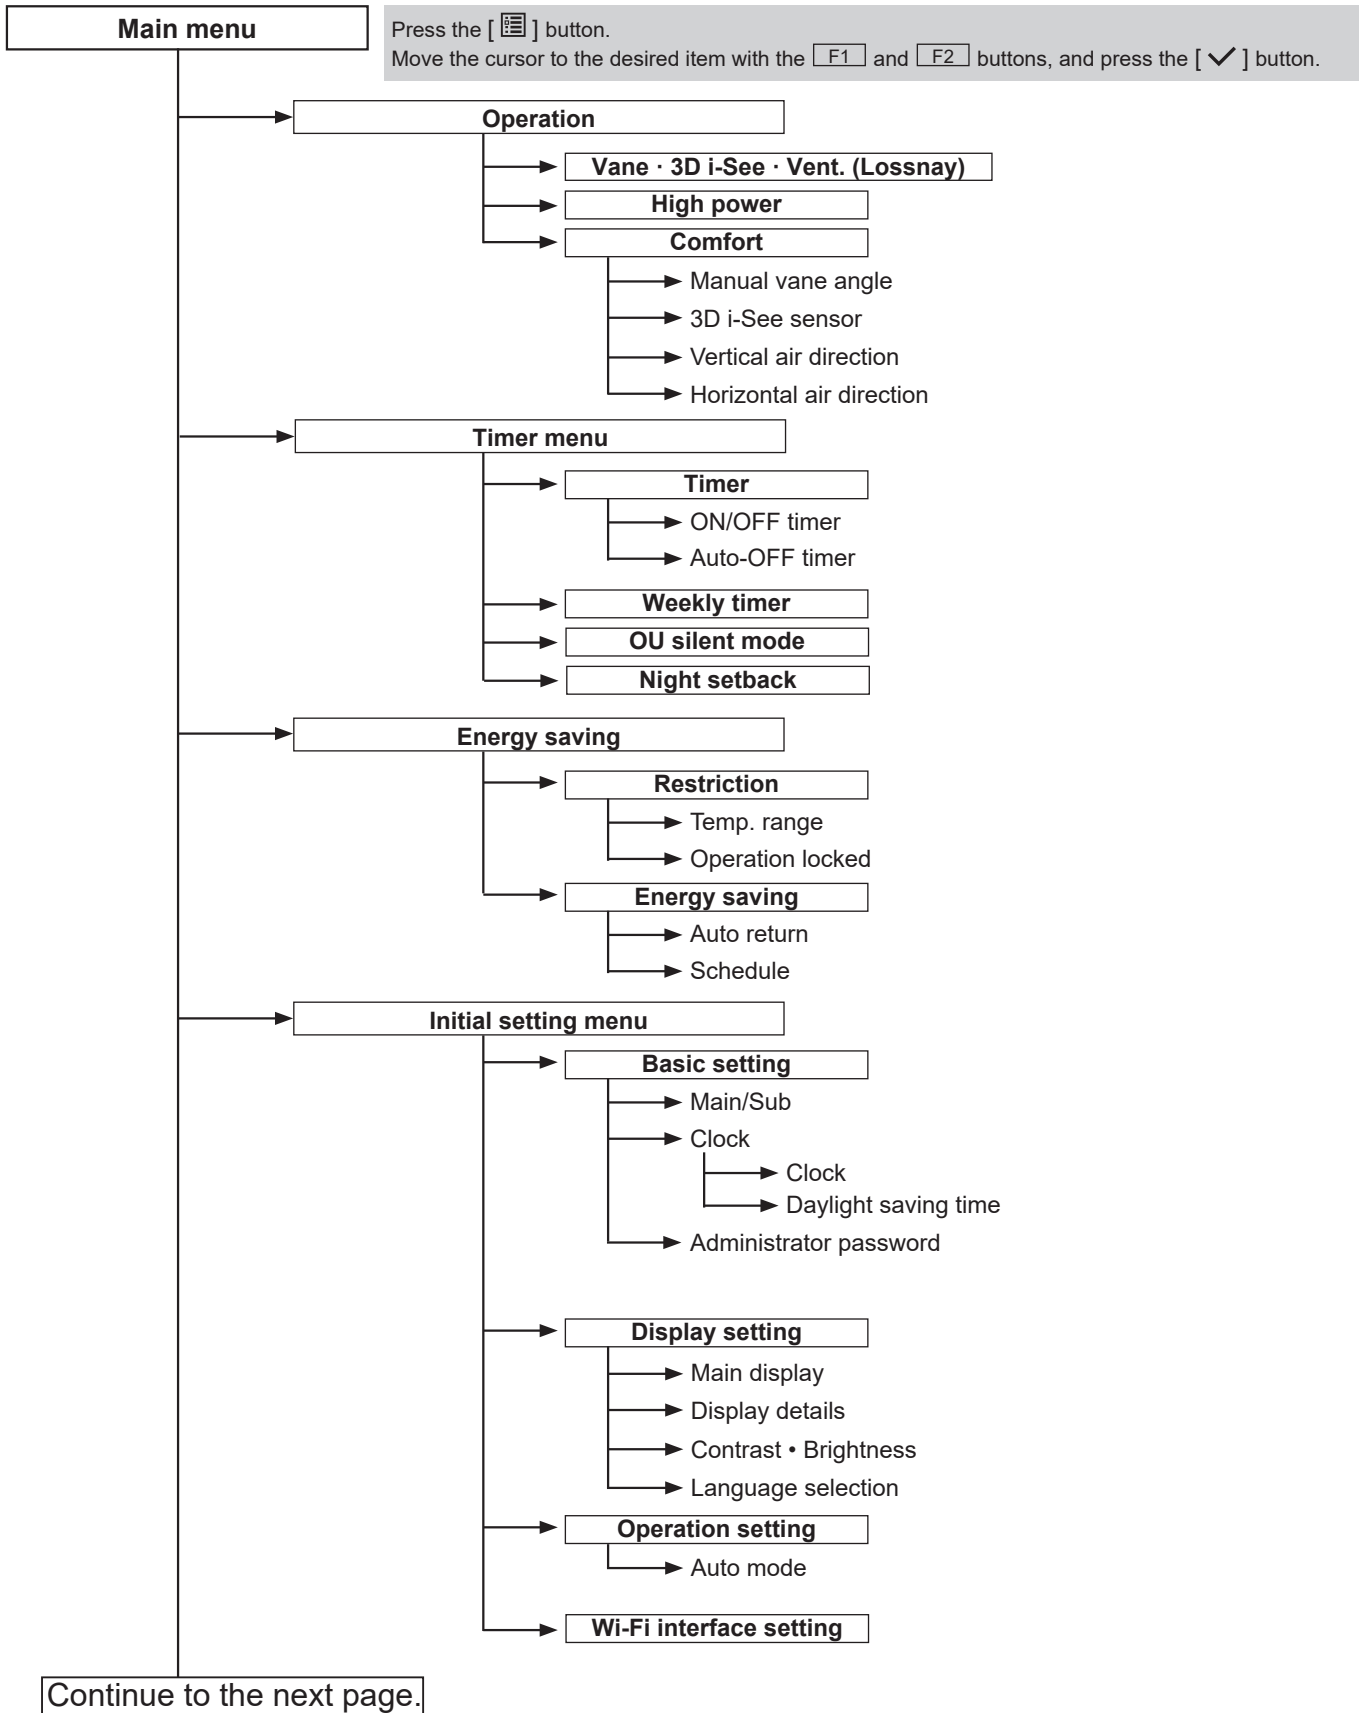 Main menu
Press the [ ] button.
Move the cursor to the desired item with the F1 and F2 buttons, and press the [ ✓ ] button.
Operation
Vane · 3D i-See · Vent. (Lossnay)
High power
Comfort
Manual vane angle
3D i-See sensor
Vertical air direction
Horizontal air direction
Timer menu
Timer
ON/OFF timer
Auto-OFF timer
Weekly timer
OU silent mode
Night setback
Energy saving
Restriction
Temp. range
Operation locked
Energy saving
Auto return
Schedule
Initial setting menu
Basic setting
Main/Sub
Clock
Clock
Daylight saving time
Administrator password
Display setting
Main display
Display details
Contrast • Brightness
Language selection
Operation setting
Auto mode
Wi-Fi interface setting
Continue to the next page.